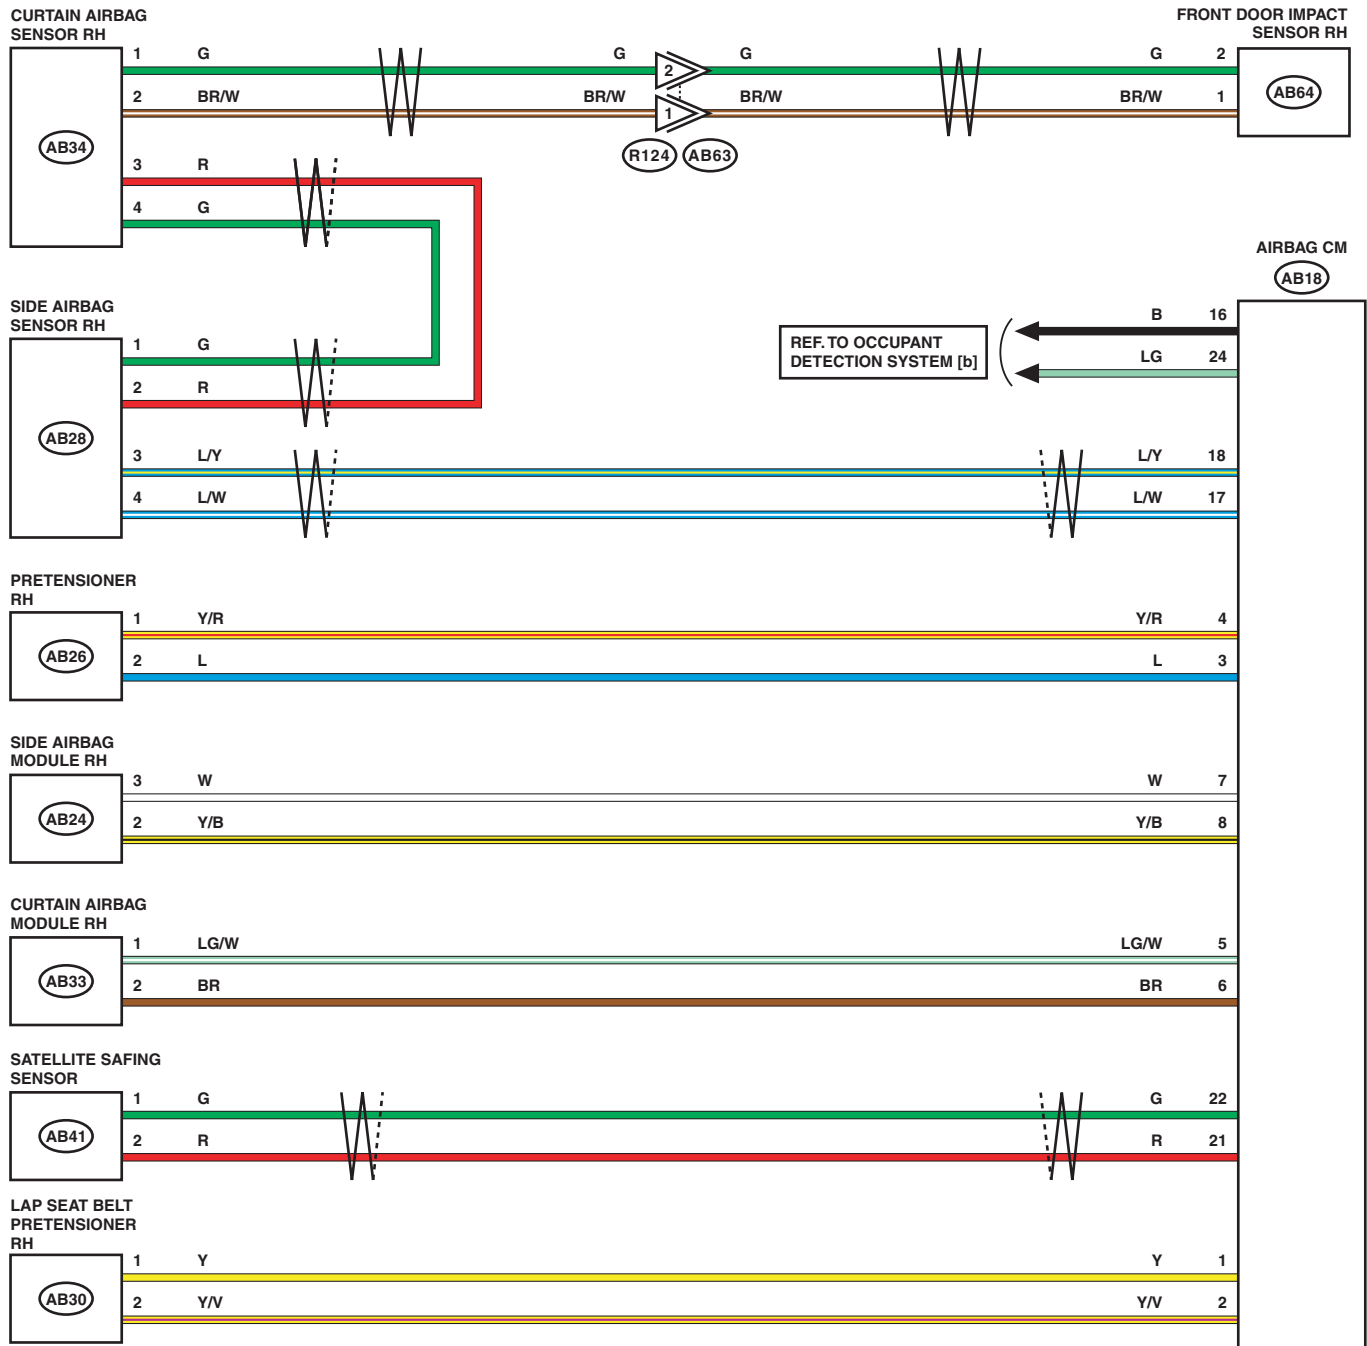 CURTAIN AIRBAG
SENSOR RH
FRONT DOOR IMPACT
SENSOR RH
1 G G G G 2
2 BR/W BR/W BR/W BR/W 1
2
1
AB34
R124 AB63
AB64
3 R
4 G
AIRBAG CM
AB18
SIDE AIRBAG
SENSOR RH
B 16
LG 24
REF. TO OCCUPANT
DETECTION SYSTEM [b]
1 G
2 R
AB28
3 L/Y L/Y 18
4 L/W L/W 17
PRETENSIONER
RH
1 Y/R Y/R 4
AB26
2 L L 3
SIDE AIRBAG
MODULE RH
3 W W 7
AB24
2 Y/B Y/B 8
CURTAIN AIRBAG
MODULE RH
1 LG/W LG/W 5
AB33
2 BR BR 6
SATELLITE SAFING
SENSOR
1 G G 22
AB41
2 R R 21
LAP SEAT BELT
PRETENSIONER
RH
1 Y Y 1
AB30
2 Y/V Y/V 2